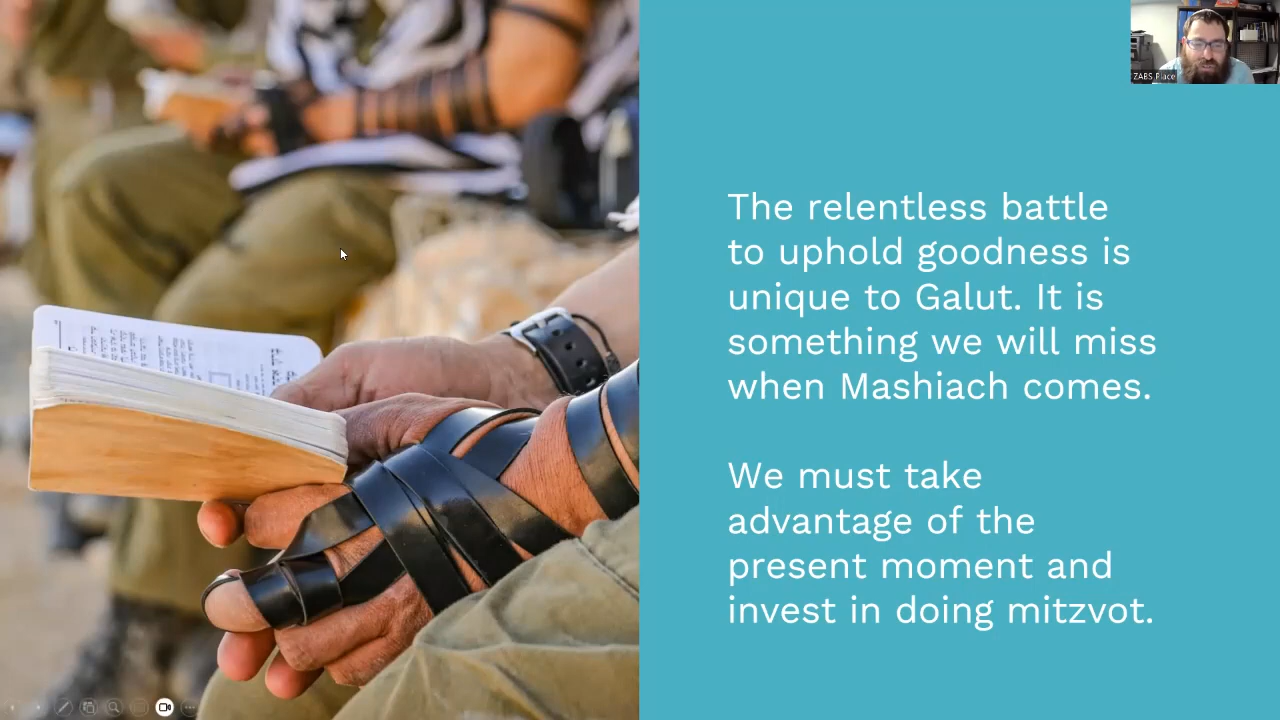 The relentless battle
to uphold goodness is
unique to Galut. It is
something we will miss
when Mashiach comes.
We must take
advantage of the
present moment and
invest in doing mitzvot.
ZABS Place